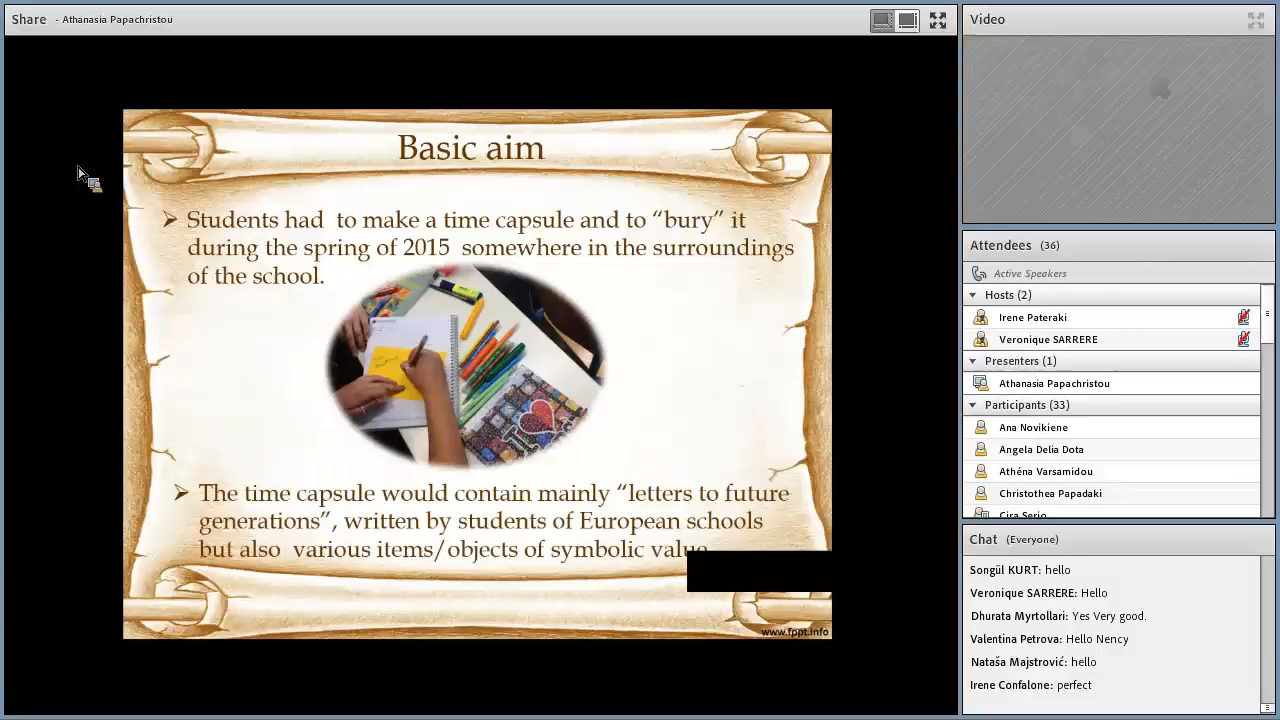 Share - Athanasia Papachristou
Basic aim
Students had to make a time capsule and to “bury” it
during the spring of 2015 somewhere in the surroundings
of the school.
The time capsule would contain mainly “letters to future
generations”, written by students of European schools
but also various items/objects of symbolic value
www.fppt.info
Video
Attendees (36)
Active Speakers
Hosts (2)
Irene Pateraki
Veronique SARRERE
Presenters (1)
Athanasia Papachristou
Participants (33)
Ana Novikiene
Angela Delia Dota
Athéna Varsamidou
Christothea Papadaki
Cira Serio
Chat (Everyone)
Songül KURT: hello
Veronique SARRERE: Hello
Dhurata Myrtollari: Yes Very good.
Valentina Petrova: Hello Nency
Nataša Majstrović: hello
Irene Confalone: perfect